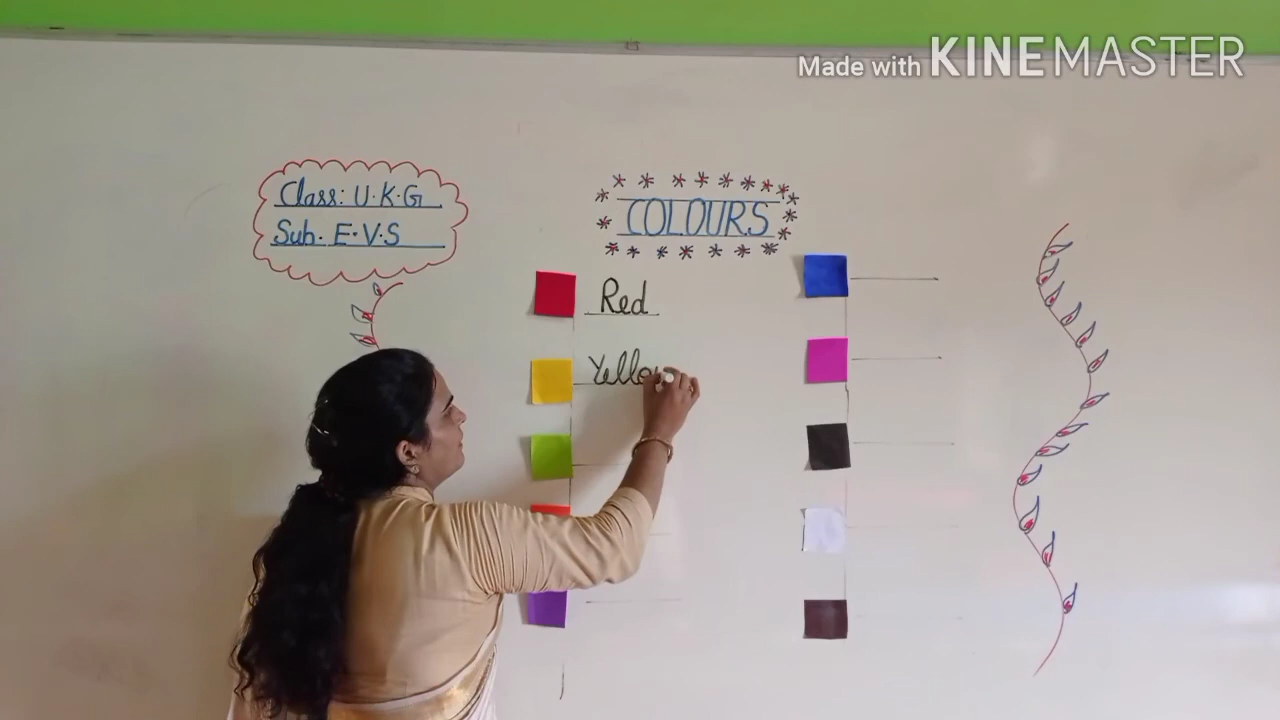 Made with KINEMASTER
Class: U.K.G
Sub. E.V.S
COLOURS
Red
Yello